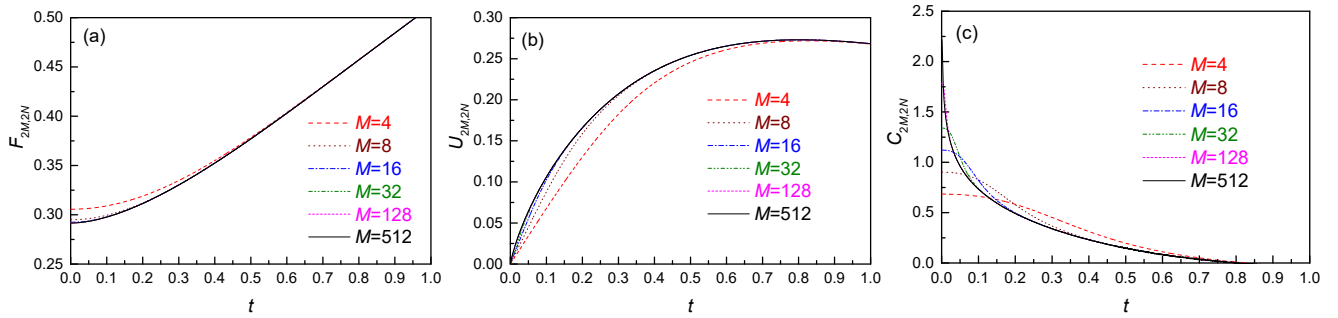 (a)
F2M,2N
0.50
0.45
0.40
0.35
0.30
0.25
M=4
M=8
M=16
M=32
M=128
M=512
0.0 0.1 0.2 0.3 0.4 0.5 0.6 0.7 0.8 0.9 1.0
t
(b)
U2M,2N
0.30
0.25
0.20
0.15
0.10
0.05
0.00
M=4
M=8
M=16
M=32
M=128
M=512
0.0 0.1 0.2 0.3 0.4 0.5 0.6 0.7 0.8 0.9 1.0
t
(c)
C2M,2N
2.5
2.0
1.5
1.0
0.5
0.0
M=4
M=8
M=16
M=32
M=128
M=512
0.0 0.1 0.2 0.3 0.4 0.5 0.6 0.7 0.8 0.9 1.0
t